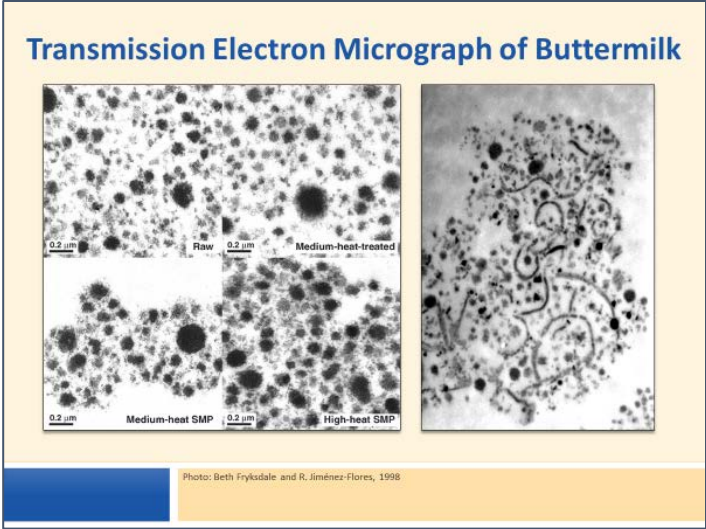 Transmission Electron Micrograph of Buttermilk
0.2 μm
Raw
0.2 μm
Medium-heat-treated
0.2 μm
Medium-heat SMP
0.2 μm
High-heat SMP
Photo: Beth Fryksdale and R. Jiménez-Flores, 1998